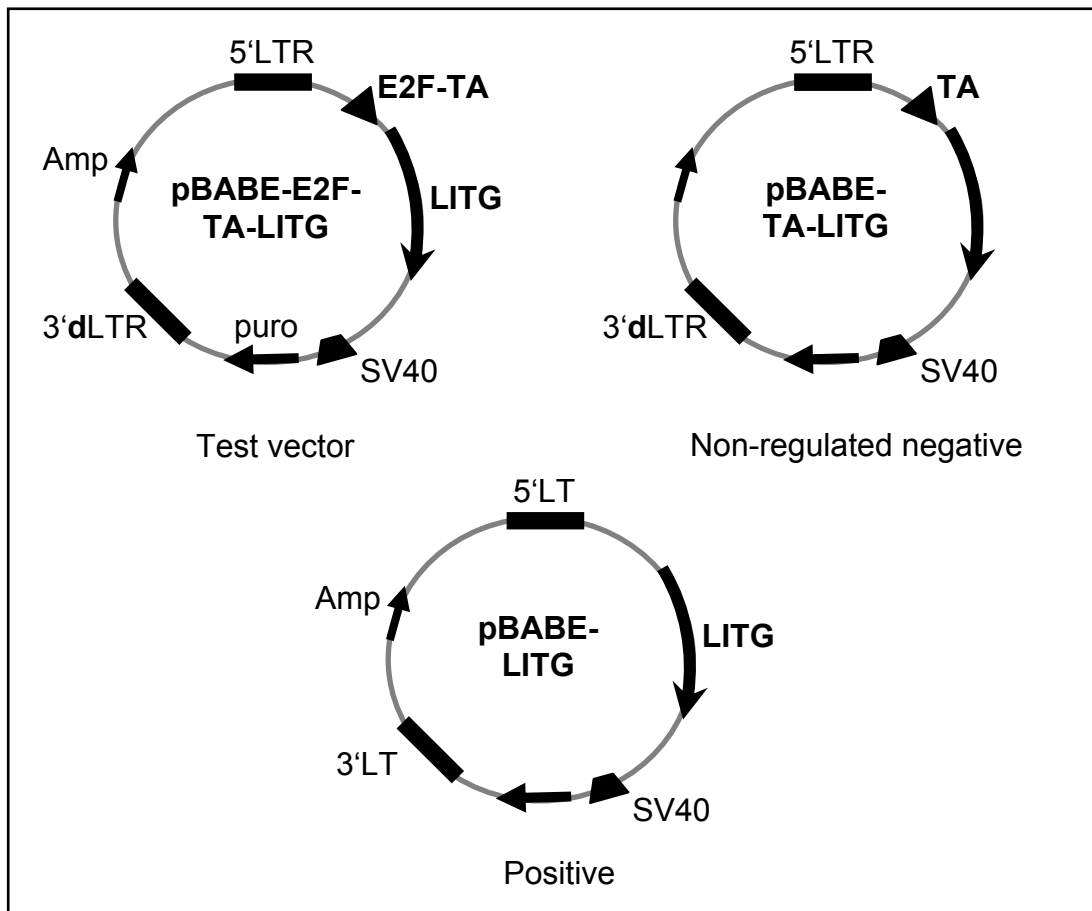 5‘LTR
E2F-TA
Amp
pBABE-E2F-
TA-LITG
LITG
3‘dLTR
puro
SV40
Test vector
5‘LTR
TA
pBABE-
TA-LITG
3‘dLTR
SV40
Non-regulated negative
5‘LT
Amp
pBABE-
LITG
LITG
3‘LT
SV40
Positive